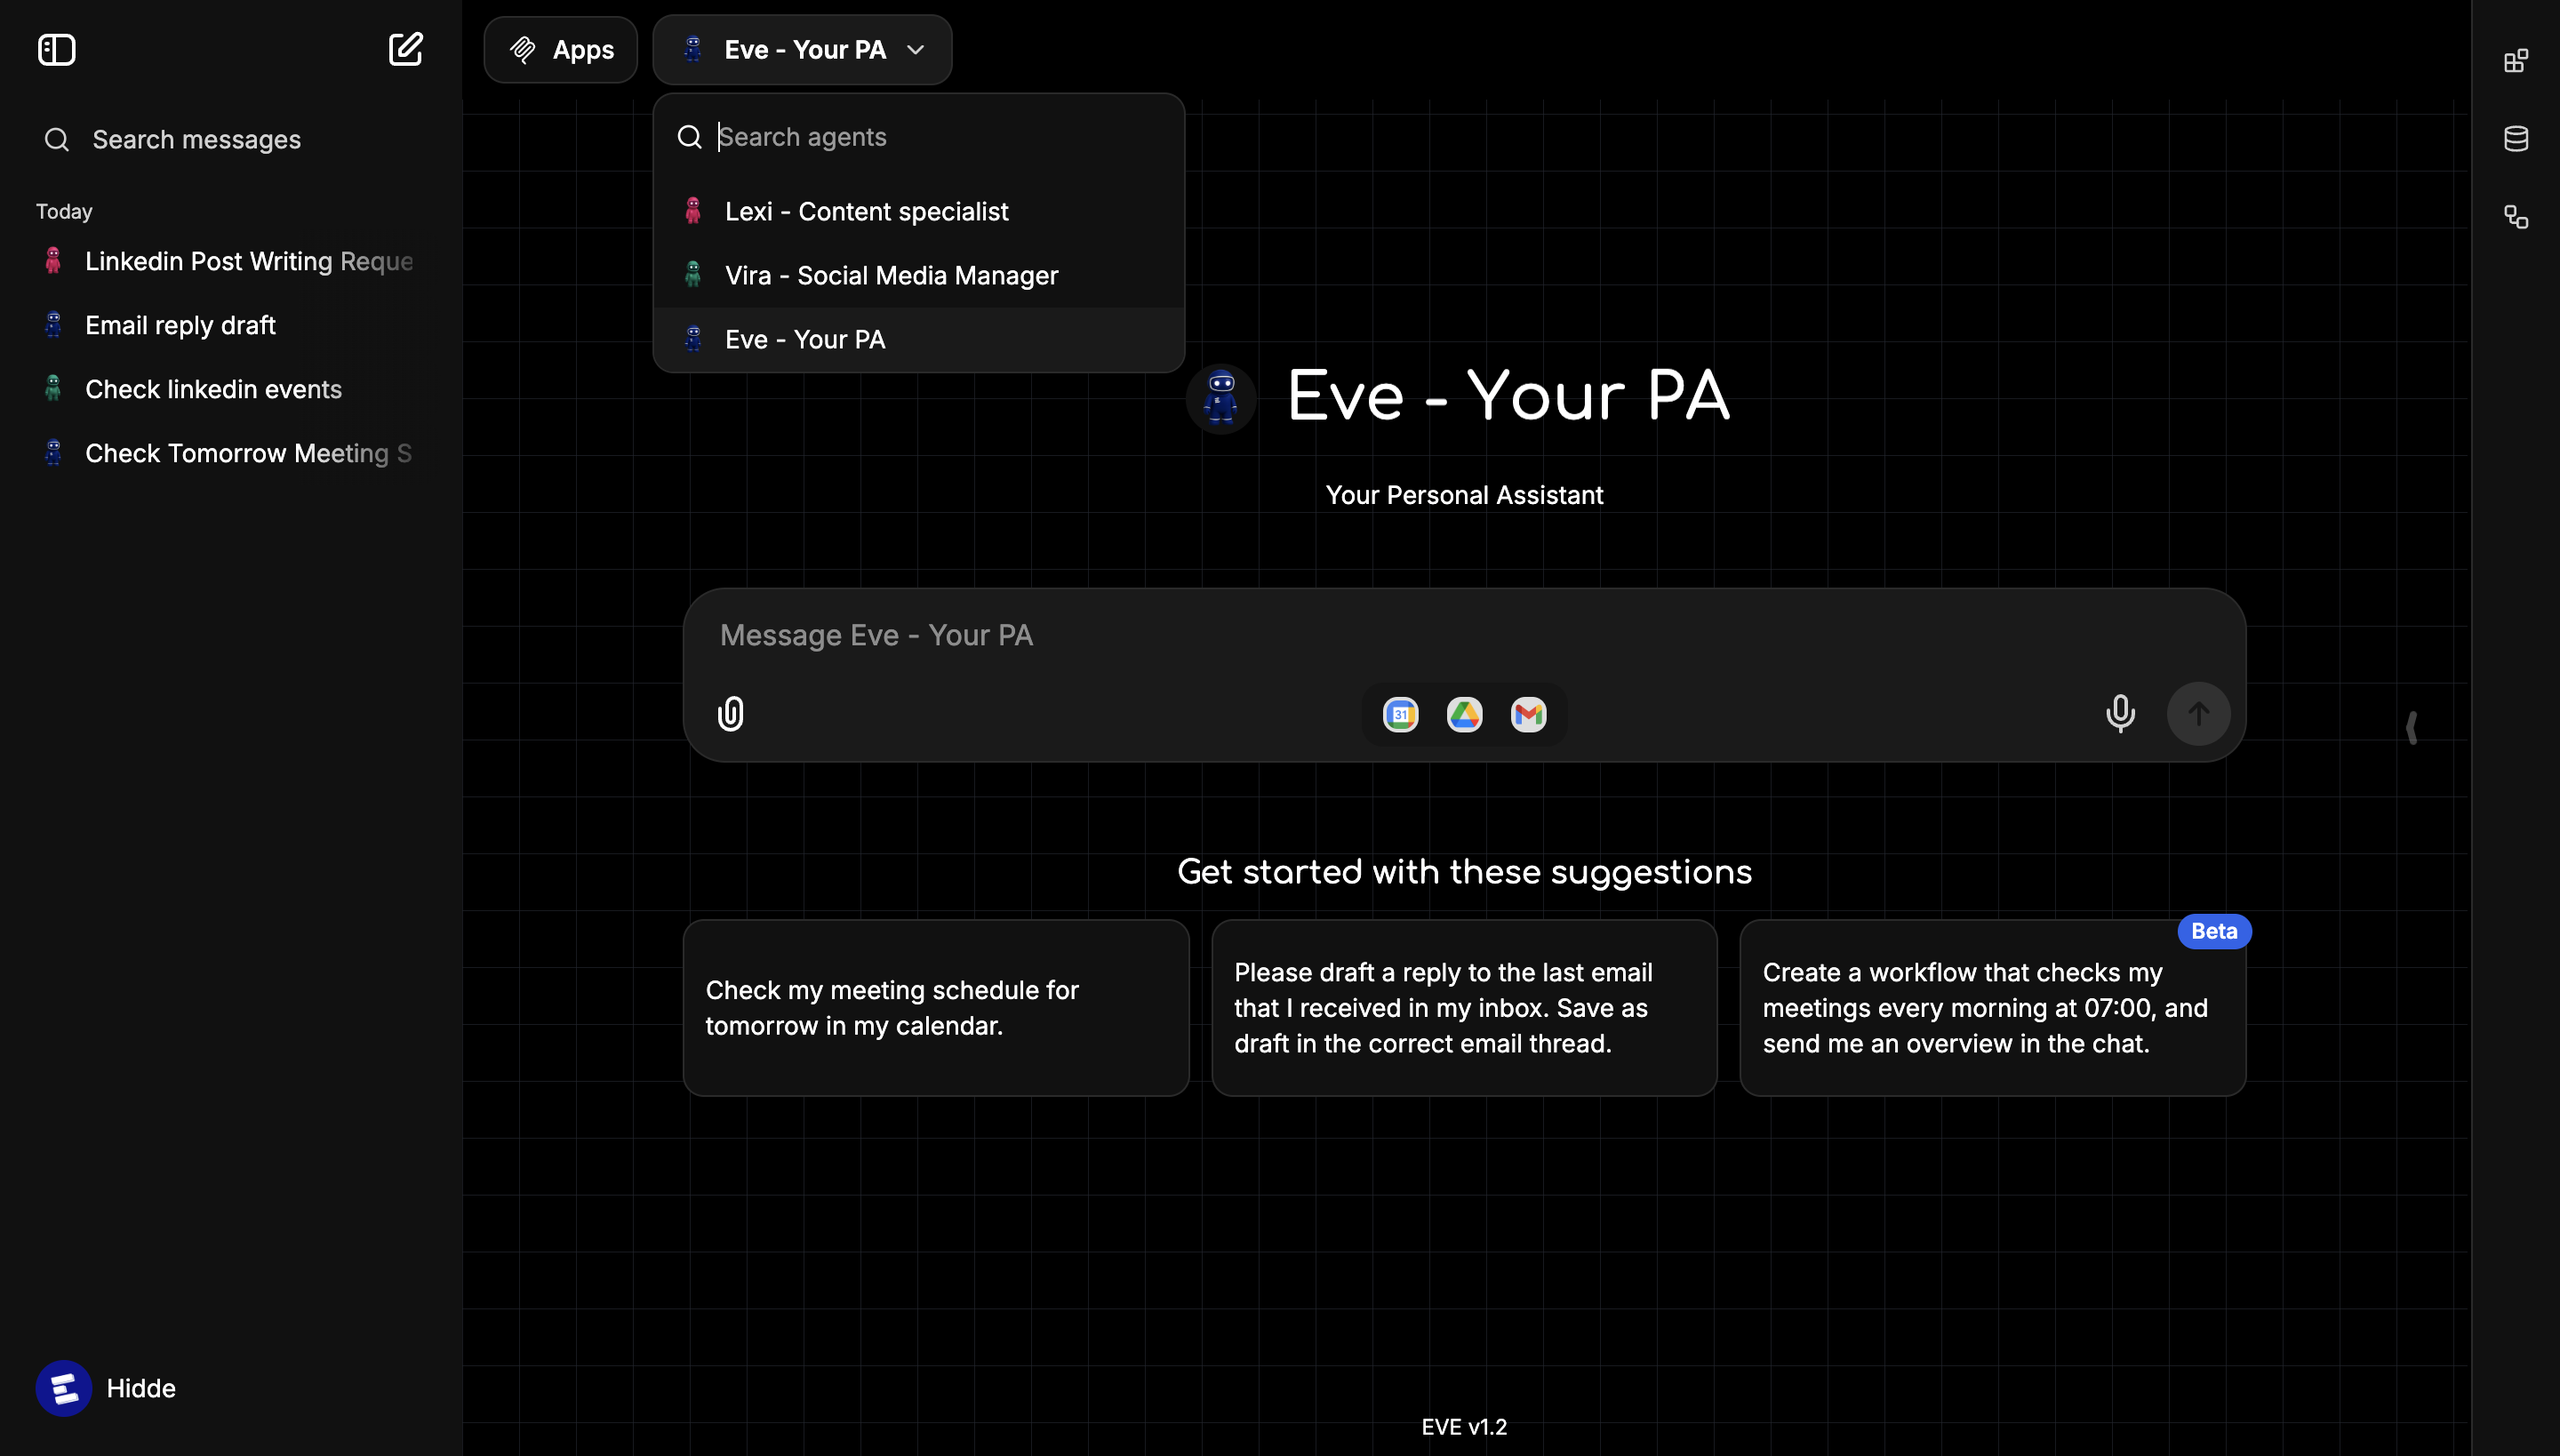 Apps
Eve - Your PA
Search messages
Search agents
Today
Lexi - Content specialist
Linkedin Post Writing Reque
Vira - Social Media Manager
Email reply draft
Eve - Your PA
Check linkedin events
Check Tomorrow Meeting S
Eve - Your PA
Your Personal Assistant
Message Eve - Your PA
31
Get started with these suggestions
Check my meeting schedule for
tomorrow in my calendar.
Please draft a reply to the last email
that I received in my inbox. Save as
draft in the correct email thread.
Beta
Create a workflow that checks my
meetings every morning at 07:00, and
send me an overview in the chat.
Hidde
EVE v1.2